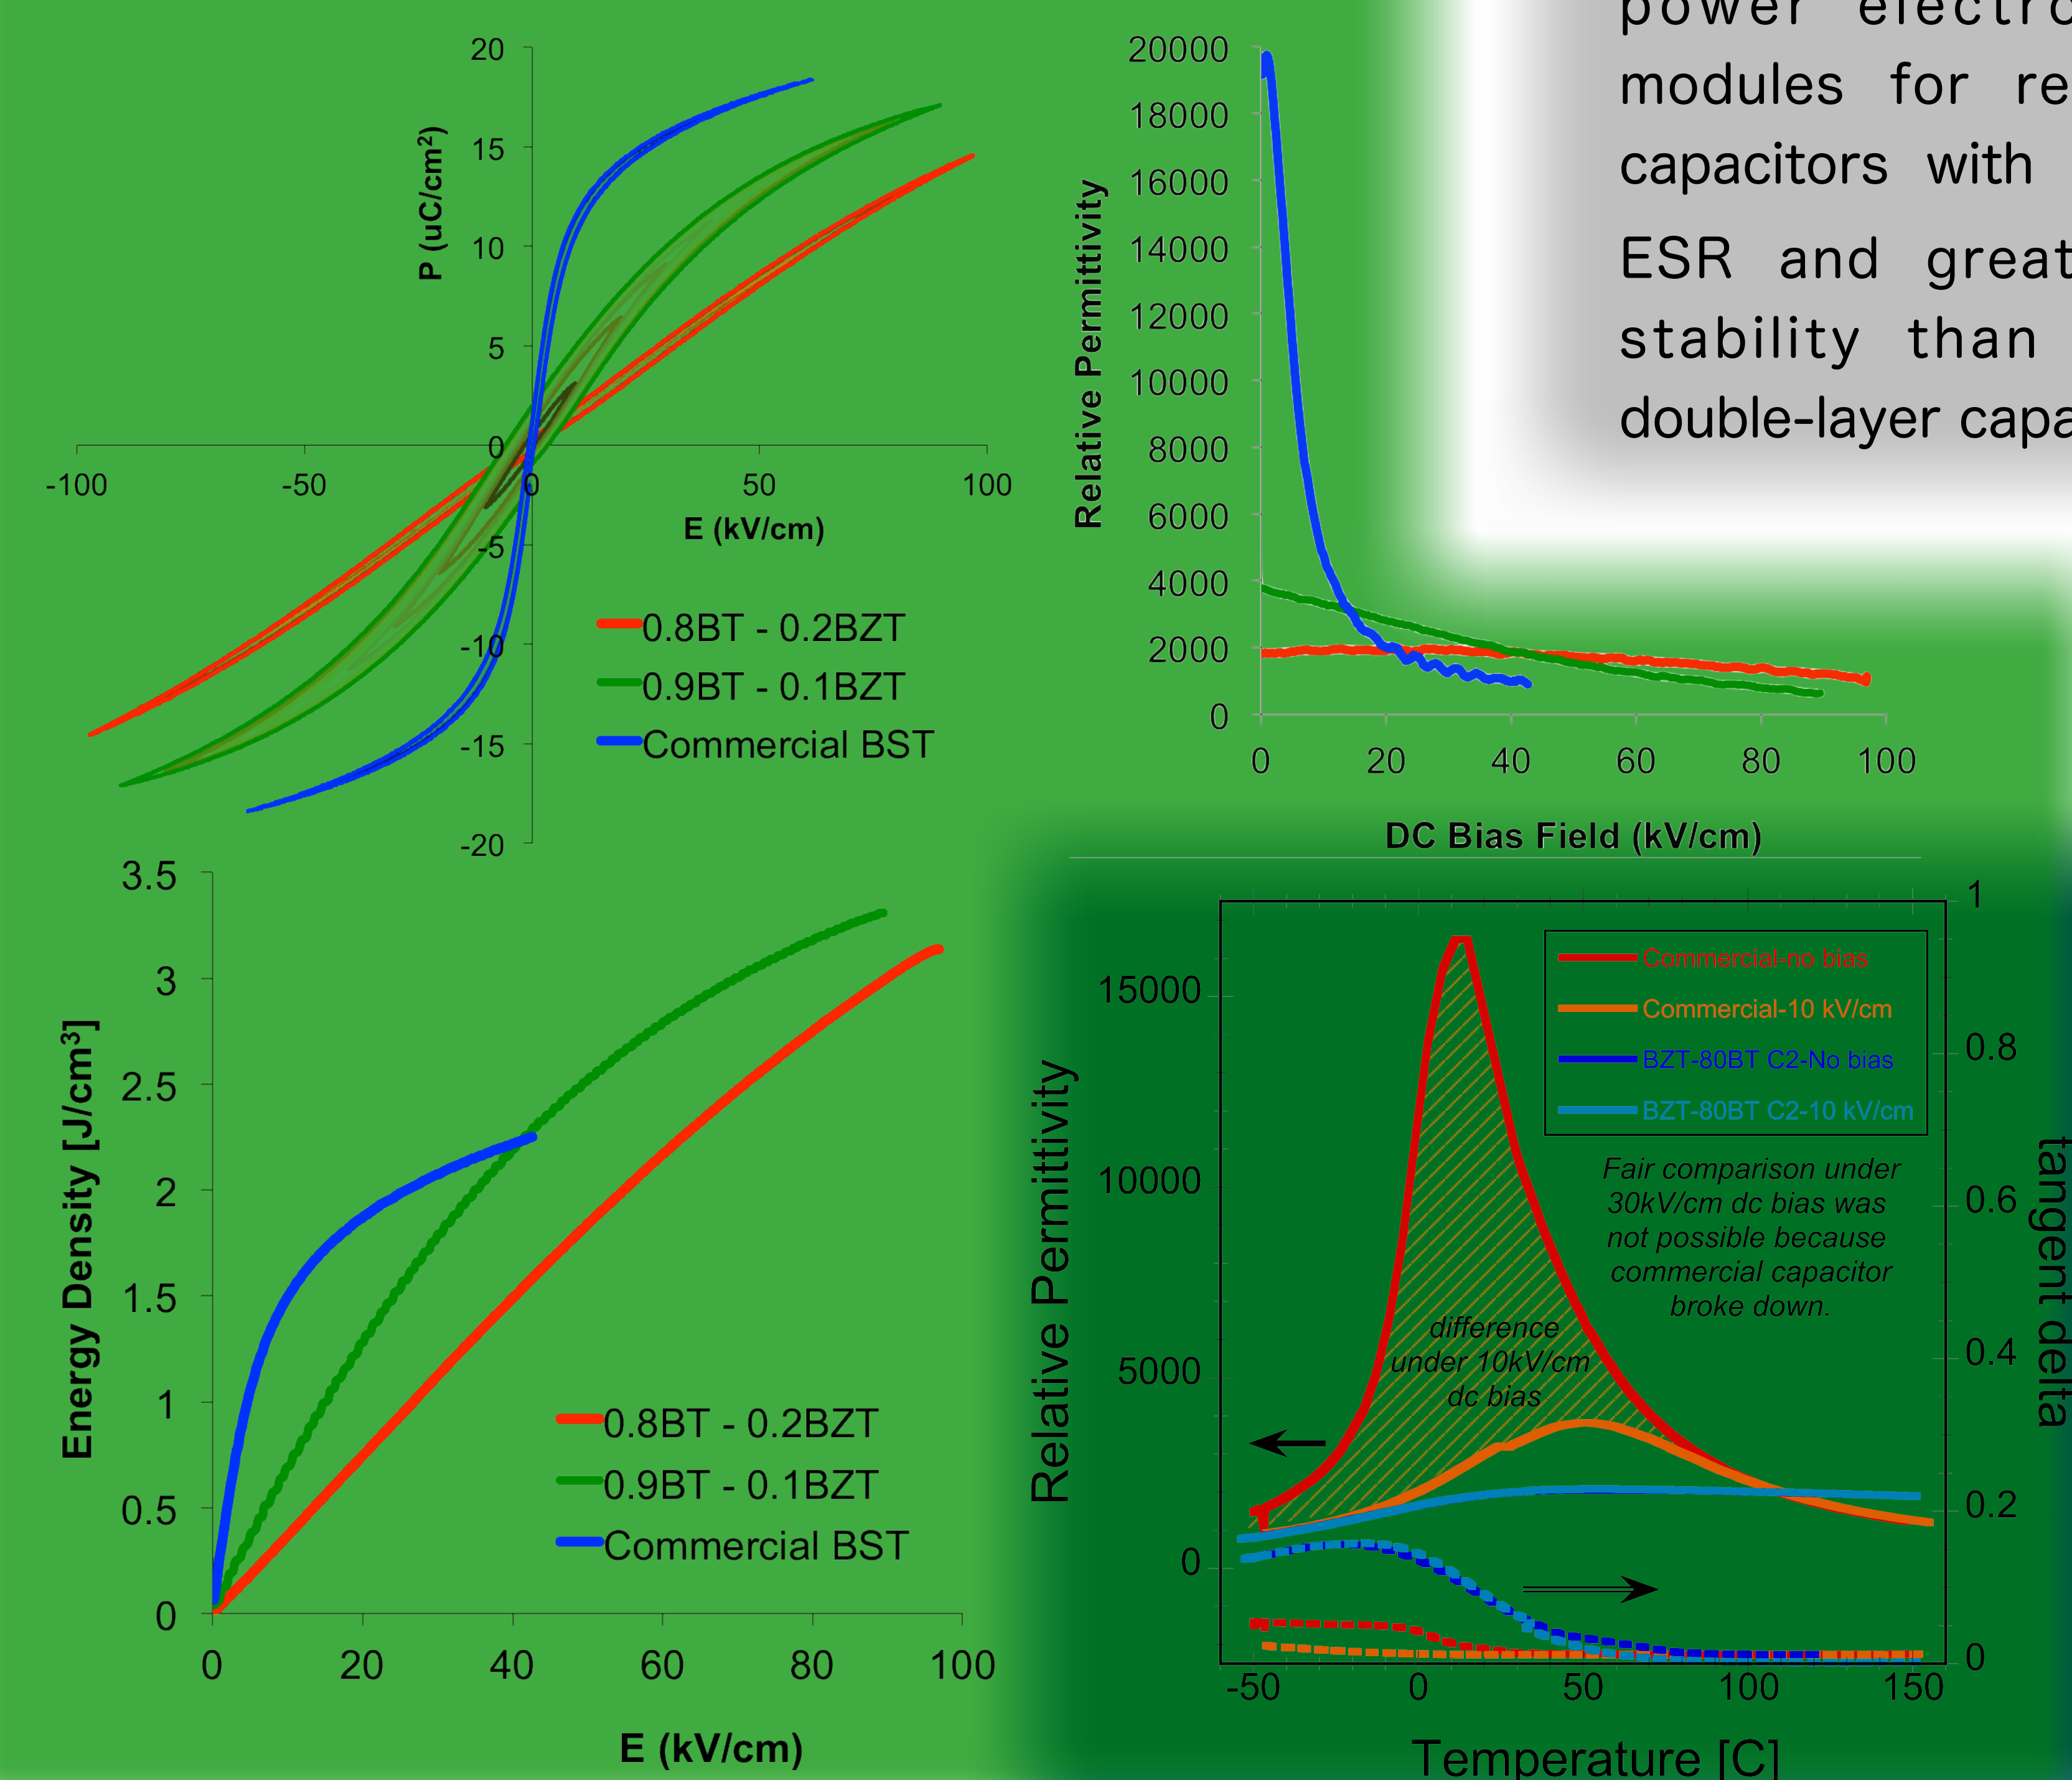 power
modules for
capacitors with
ESR and
stability than
double-layer
20
15
10
5
0
-5
-10
-15
-20
P (uC/cm²)
-100
-50
0
50
100
E (kV/cm)
0.8BT - 0.2BZT
0.9BT - 0.1BZT
Commercial BST
20000
18000
16000
14000
12000
10000
8000
6000
4000
2000
0
Relative Permittivity
0
20
40
60
80
100
DC Bias Field (kV/cm)
3.5
3
2.5
2
1.5
1
0.5
0
Energy Density [J/cm³]
0
20
40
60
80
100
E (kV/cm)
0.8BT - 0.2BZT
0.9BT - 0.1BZT
Commercial BST
15000
10000
5000
0
Relative Permittivity
1
0.8
0.6
0.4
0.2
0
tangent delta
Commercial-no bias
Commercial-10 kV/cm
BZT-80BT C2-No bias
BZT-80BT C2-10 kV/cm
Fair comparison under
30kV/cm dc bias was
not possible because
commercial capacitor
broke down.
difference
under 10kV/cm
dc bias
-50
0
50
100
150
Temperature [C]